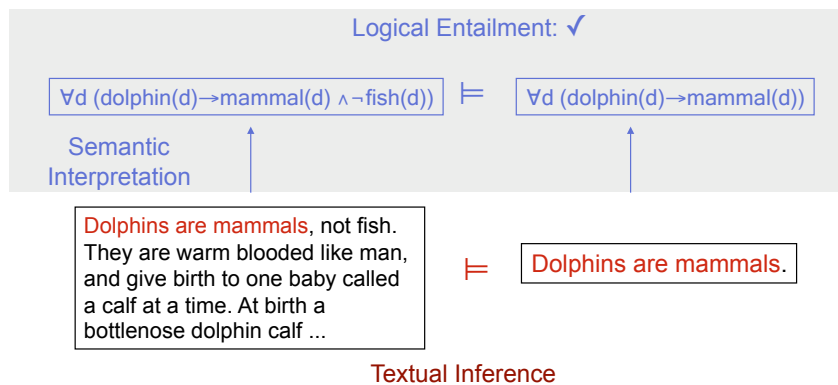 Logical Entailment: ✓
∀d (dolphin(d)→mammal(d) ∧¬fish(d)) ⊨ ∀d (dolphin(d)→mammal(d))
Semantic
Interpretation
Dolphins are mammals, not fish.
They are warm blooded like man,
and give birth to one baby called
a calf at a time. At birth a
bottlenose dolphin calf ...
⊨ Dolphins are mammals.
Textual Inference